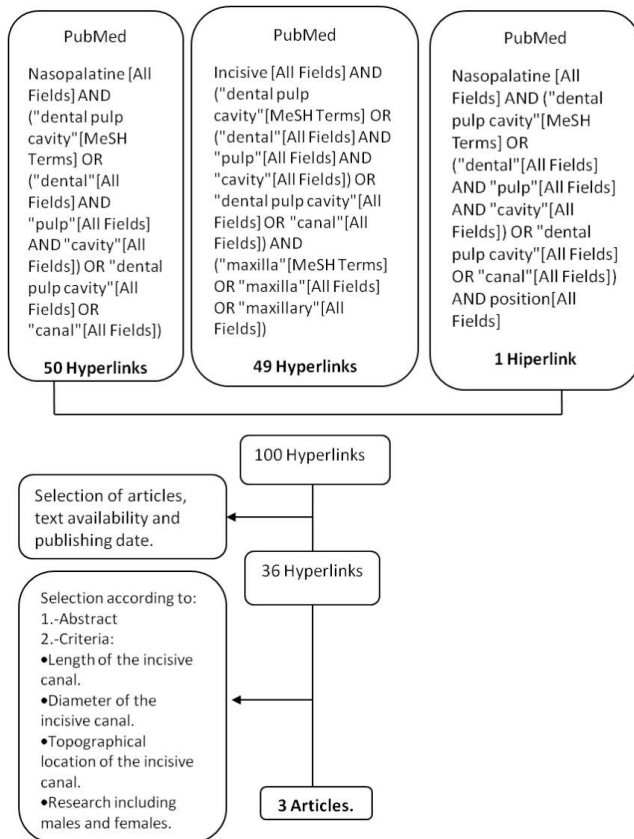 PubMed
Nasopalatine [All
Fields] AND
("dental pulp
cavity"[MeSH
Terms] OR
("dental"[All
Fields] AND
"pulp"[All Fields]
AND "cavity"[All
Fields]) OR "dental
pulp cavity"[All
Fields] OR
"canal"[All Fields])
50 Hyperlinks
PubMed
Incisive [All Fields] AND
("dental pulp
cavity"[MeSH Terms] OR
("dental"[All Fields] AND
"pulp"[All Fields] AND
"cavity"[All Fields]) OR
"dental pulp cavity"[All
Fields] OR "canal"[All
Fields]) AND
("maxilla"[MeSH Terms]
OR "maxilla"[All Fields]
OR "maxillary"[All
Fields])
49 Hyperlinks
PubMed
Nasopalatine [All
Fields] AND ("dental
pulp cavity"[MeSH
Terms] OR
("dental"[All Fields]
AND "pulp"[All Fields]
AND "cavity"[All
Fields]) OR "dental
pulp cavity"[All Fields]
OR "canal"[All Fields])
AND position[All
Fields]
1 Hiperlink
100 Hyperlinks
Selection of articles,
text availability and
publishing date.
36 Hyperlinks
Selection according to:
1.-Abstract
2.-Criteria:
•Length of the incisive
canal.
•Diameter of the
incisive canal.
•Topographical
location of the incisive
canal.
•Research including
males and females.
3 Articles.